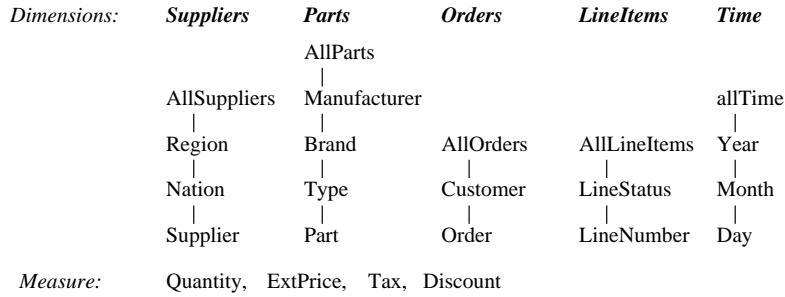 Dimensions: Suppliers Parts Orders LineItems Time
AllParts
AllSuppliers Manufacturer allTime
Region Brand AllOrders AllLineItems Year
Nation Type Customer LineStatus Month
Supplier Part Order LineNumber Day
Measure: Quantity, ExtPrice, Tax, Discount